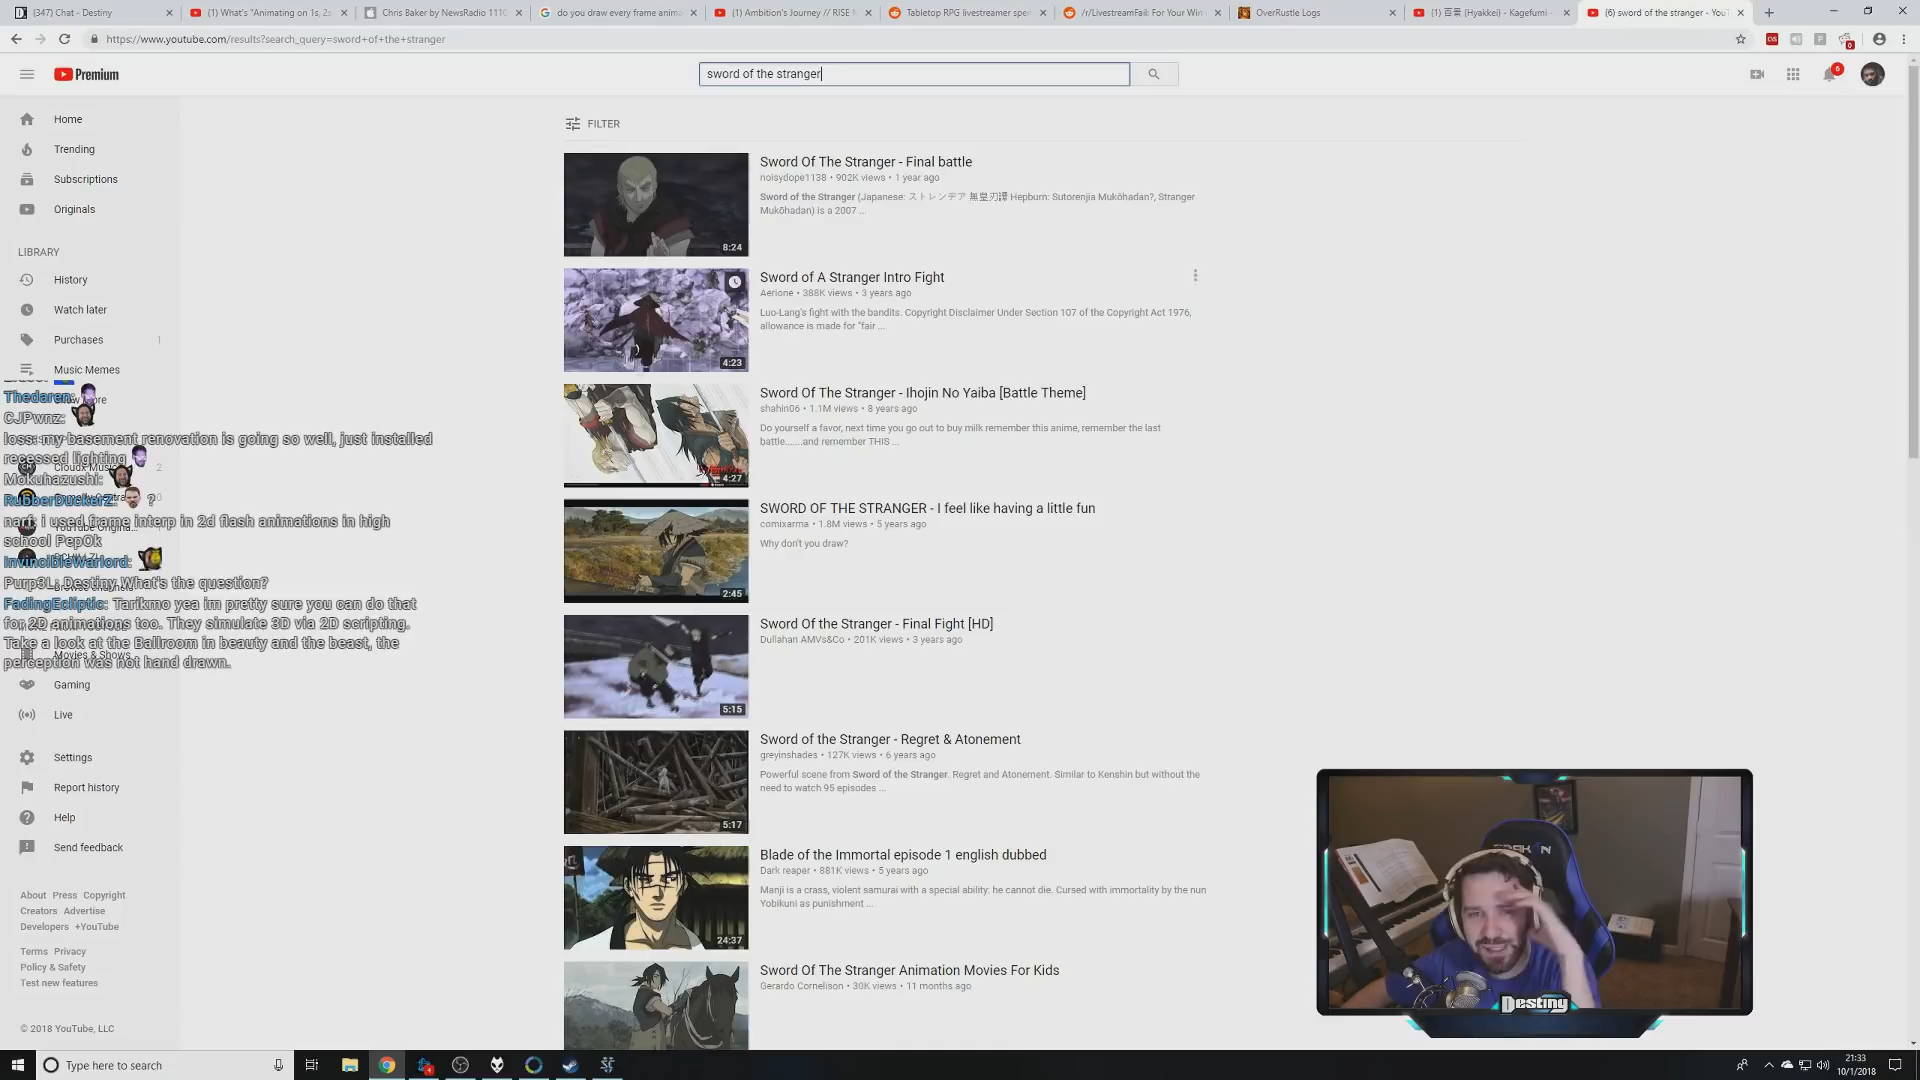 (347) Chat - Destiny
(1) What's "Animating on 1s, 2s
Chris Baker by NewsRadio 1110
do you draw every frame anima
(1) Ambition's Journey // RISE
Tabletop RPG livestreamer spen
/r/LivestreamFail: For Your Win
OverRustle Logs
(1) 百景 (Hyakkei) - Kagefumi -
(6) sword of the stranger - YouT
https://www.youtube.com/results?search_query=sword+of+the+stranger
Premium
sword of the stranger
6
Home
Trending
Subscriptions
Originals
LIBRARY
History
Watch later
Purchases 1
Music Memes
FILTER
Sword Of The Stranger - Final battle
noisydope1138 • 902K views • 1 year ago
Sword of the Stranger (Japanese: ストレンヂア 無皇刃譚 Hepburn: Sutorenjia Mukōhadan?, Stranger
Mukōhadan) is a 2007 ...
8:24
Sword of A Stranger Intro Fight
Aerione • 388K views • 3 years ago
Luo-Lang's fight with the bandits. Copyright Disclaimer Under Section 107 of the Copyright Act 1976,
allowance is made for "fair ...
4:23
Sword Of The Stranger - Ihojin No Yaiba [Battle Theme]
shahin06 • 1.1M views • 8 years ago
Do yourself a favor, next time you go out to buy milk remember this anime, remember the last
battle.......and remember THIS ...
4:27
SWORD OF THE STRANGER - I feel like having a little fun
comixarma • 1.8M views • 5 years ago
Why don't you draw?
2:45
Sword of the Stranger - Final Fight [HD]
Dullahan AMVs&Co • 201K views • 3 years ago
5:15
Sword of the Stranger - Regret & Atonement
greyinshades • 127K views • 6 years ago
Powerful scene from Sword of the Stranger. Regret and Atonement. Similar to Kenshin but without the
need to watch 95 episodes ...
5:17
Blade of the Immortal episode 1 english dubbed
Dark reaper • 881K views • 5 years ago
Manji is a crass, violent samurai with a special ability: he cannot die. Cursed with immortality by the nun
Yobikuni as punishment ...
24:37
Sword Of The Stranger Animation Movies For Kids
Gerardo Cornelison • 30K views • 11 months ago
Thedaren:
CJPwnz:
loss: my basement renovation is going so well, just installed
recessed lighting
Mokuhazushi:
RubberDuckerZ: ?
narf: i used frame interp in 2d flash animations in high
school PepOk
InvincibleWarlord:
Purp3L: Destiny What's the question?
FadingEcliptic: Tarikmo yea im pretty sure you can do that
for 2D animations too. They simulate 3D via 2D scripting.
Take a look at the Ballroom in beauty and the beast, the
perception was not hand drawn.
Movies & Shows
Gaming
Live
Settings
Report history
Help
Send feedback
About Press Copyright
Creators Advertise
Developers +YouTube
Terms Privacy
Policy & Safety
Test new features
© 2018 YouTube, LLC
Destiny
Type here to search
21:33
10/1/2018